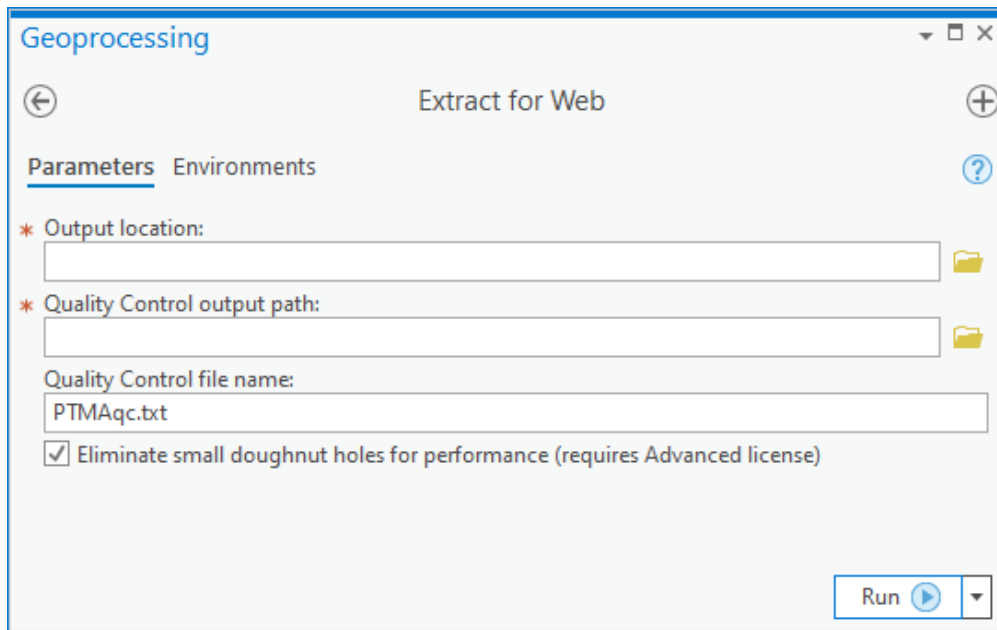 Geoprocessing
Extract for Web
Parameters Environments
* Output location:
* Quality Control output path:
Quality Control file name:
PTMAqc.txt
Eliminate small doughnut holes for performance (requires Advanced license)
Run